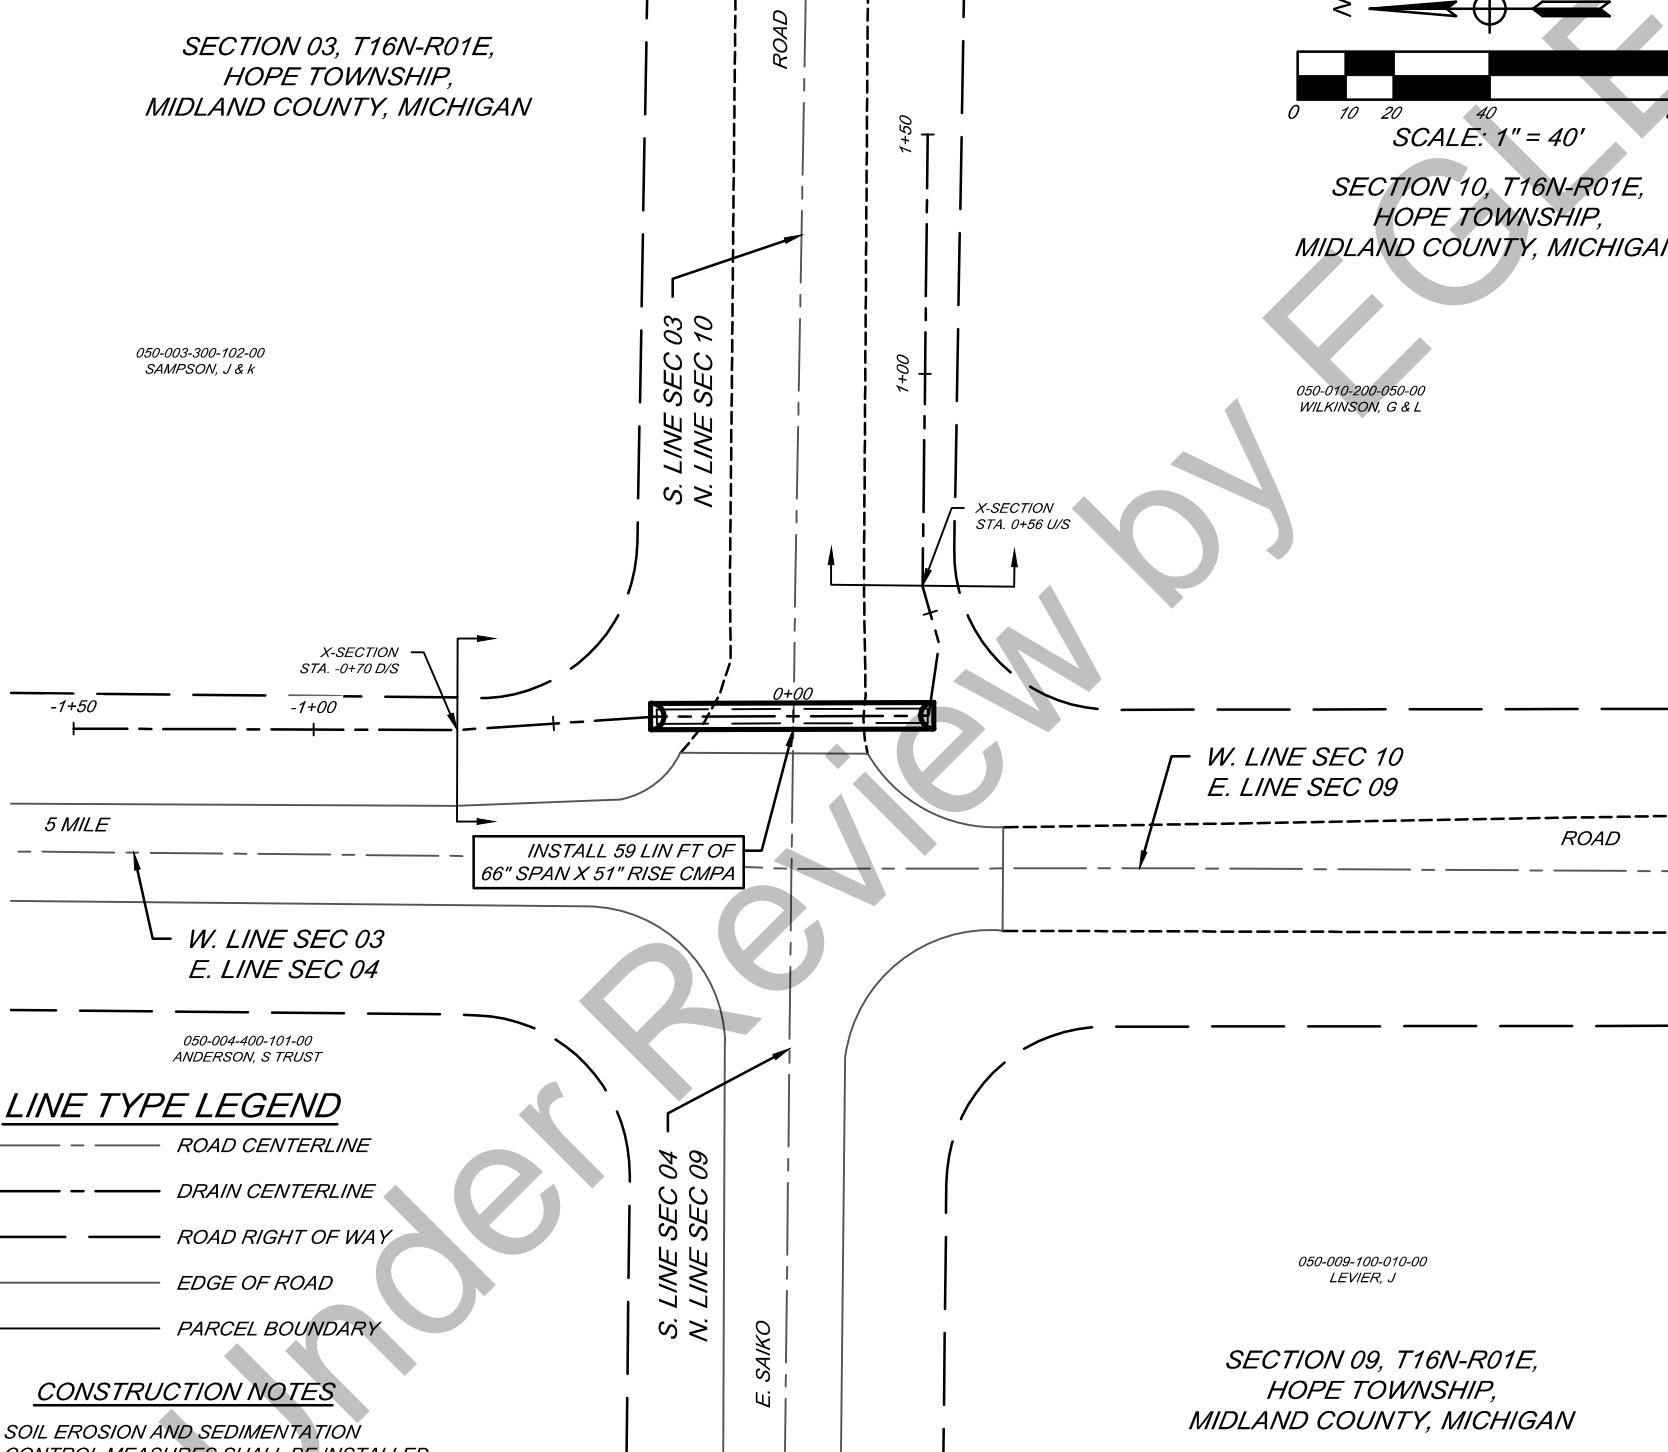 SECTION 03, T16N-R01E,
HOPE TOWNSHIP,
MIDLAND COUNTY, MICHIGAN
ROAD
N
0 10 20 40
SCALE: 1" = 40'
SECTION 10, T16N-R01E,
HOPE TOWNSHIP,
MIDLAND COUNTY, MICHIGAN
1+50
1+00
S. LINE SEC 03
N. LINE SEC 10
050-003-300-102-00
SAMPSON, J & k
050-010-200-050-00
WILKINSON, G & L
X-SECTION
STA. 0+56 U/S
X-SECTION
STA. -0+70 D/S
-1+50
-1+00
0+00
W. LINE SEC 10
E. LINE SEC 09
5 MILE
ROAD
INSTALL 59 LIN FT OF
66" SPAN X 51" RISE CMPA
W. LINE SEC 03
E. LINE SEC 04
050-004-400-101-00
ANDERSON, S TRUST
LINE TYPE LEGEND
ROAD CENTERLINE
DRAIN CENTERLINE
ROAD RIGHT OF WAY
EDGE OF ROAD
PARCEL BOUNDARY
S. LINE SEC 04
N. LINE SEC 09
E. SAIKO
050-009-100-010-00
LEVIER, J
SECTION 09, T16N-R01E,
HOPE TOWNSHIP,
MIDLAND COUNTY, MICHIGAN
CONSTRUCTION NOTES
SOIL EROSION AND SEDIMENTATION
CONTROL MEASURES SHALL BE INSTALLED
Under Review by EGLE